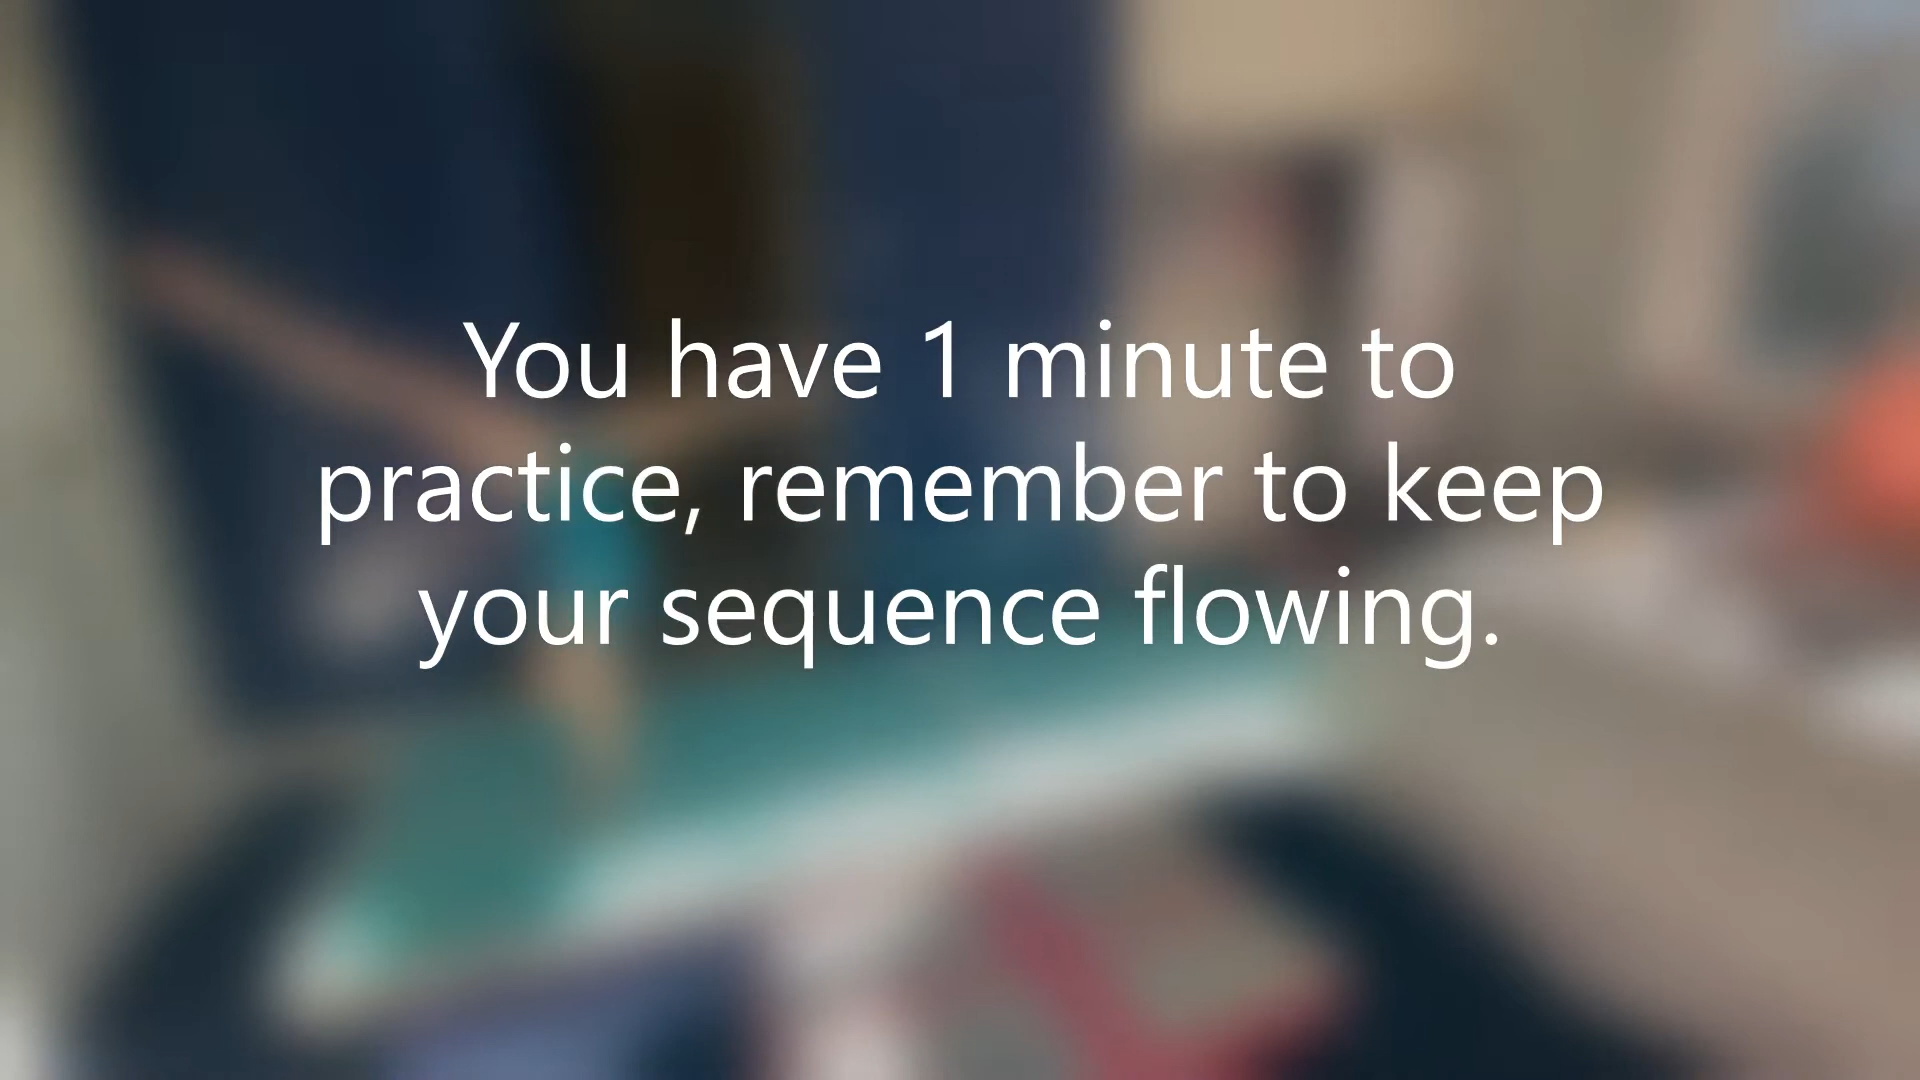 You have 1 minute to
practice, remember to keep
your sequence flowing.